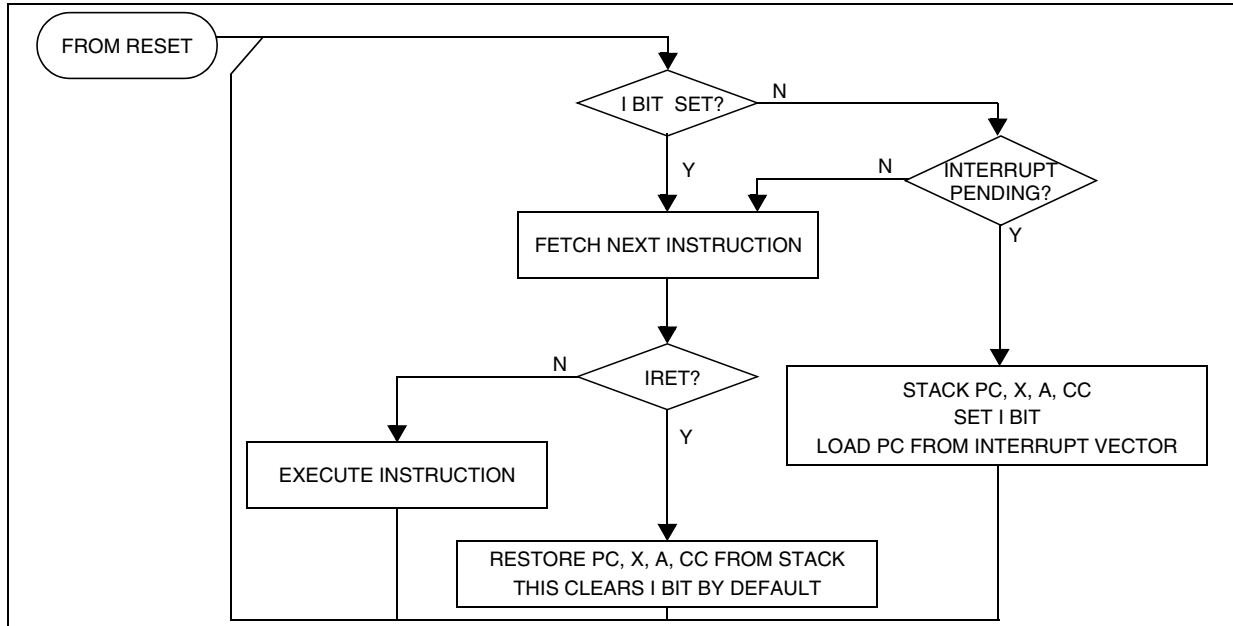 FROM RESET
I BIT SET?
N
Y
N
INTERRUPT
PENDING?
Y
FETCH NEXT INSTRUCTION
N
IRET?
Y
STACK PC, X, A, CC
SET I BIT
LOAD PC FROM INTERRUPT VECTOR
EXECUTE INSTRUCTION
RESTORE PC, X, A, CC FROM STACK
THIS CLEARS I BIT BY DEFAULT